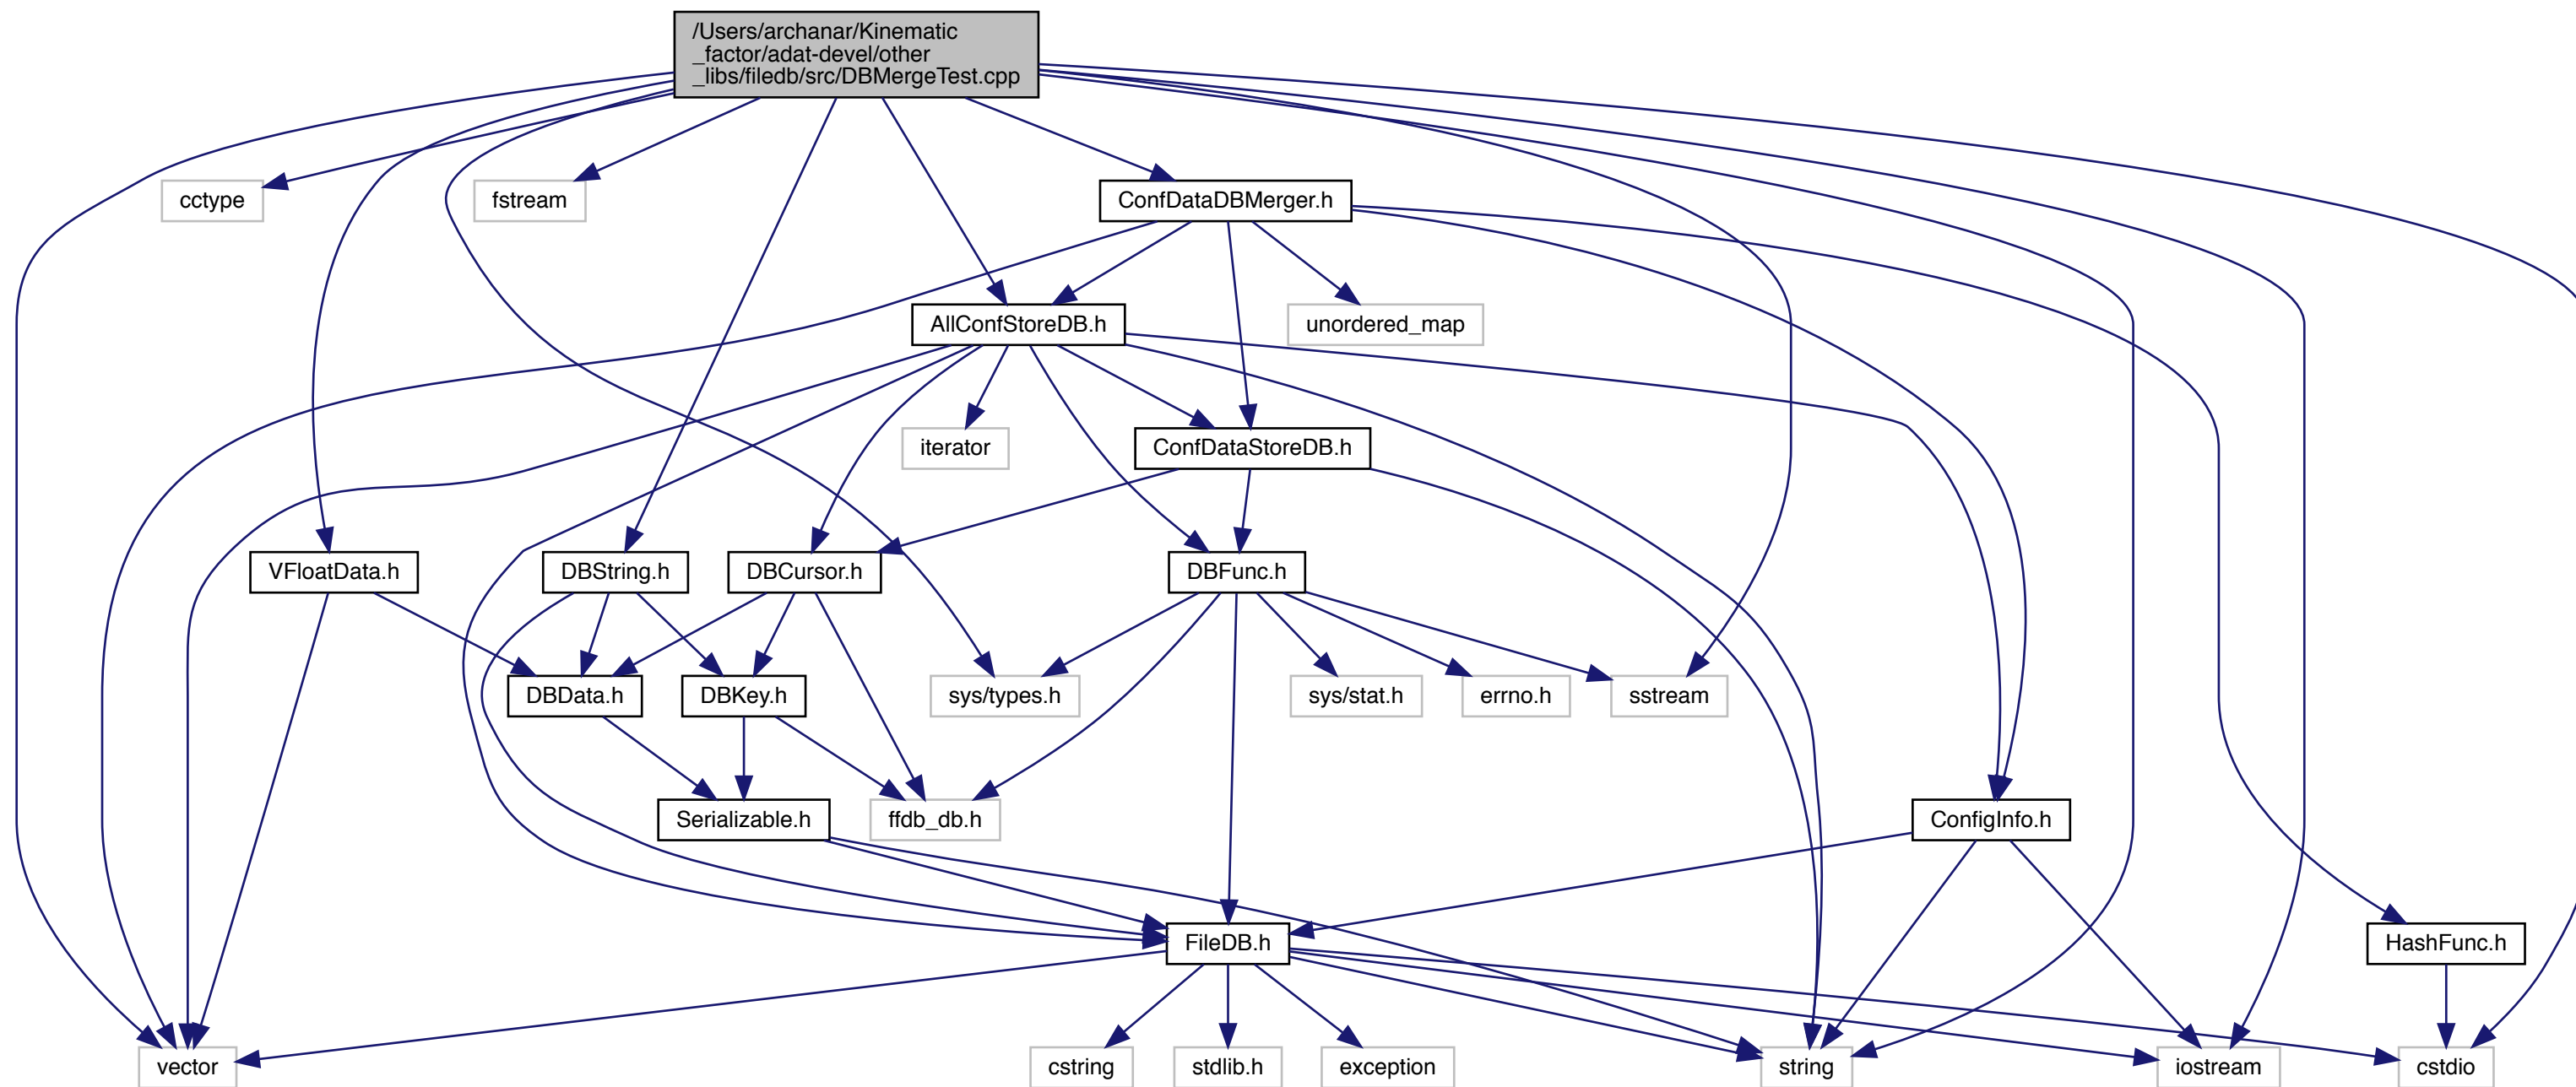 /Users/archanar/Kinematic
_factor/adat-devel/other
_libs/filedb/src/DBMergeTest.cpp
cctype
fstream
ConfDataDBMerger.h
AllConfStoreDB.h
unordered_map
iterator
ConfDataStoreDB.h
VFloatData.h
DBString.h
DBCursor.h
DBFunc.h
DBData.h
DBKey.h
sys/types.h
sys/stat.h
errno.h
sstream
Serializable.h
ffdb_db.h
ConfigInfo.h
FileDB.h
HashFunc.h
vector
cstring
stdlib.h
exception
string
iostream
cstdio